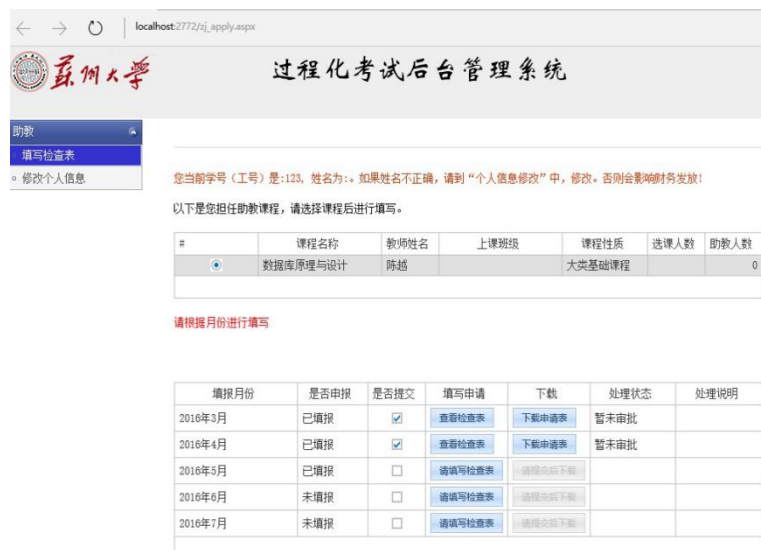 localhost:2772/zj_apply.aspx
蘇州大学 过程化考试后台管理系统
助教
填写检查表
修改个人信息
您当前学号（工号）是:123, 姓名为:。如果姓名不正确, 请到“个人信息修改”中, 修改。否则会影响财务发放!
以下是您担任助教课程, 请选择课程后进行填写。
# 课程名称 教师姓名 上课班级 课程性质 选课人数 助教人数
数据库原理与设计 陈越 大类基础课程 0
请根据月份进行填写
填报月份 是否申报 是否提交 填写申请 下载 处理状态 处理说明
2016年3月 已填报 查看检查表 下载申请表 暂未审批
2016年4月 已填报 查看检查表 下载申请表 暂未审批
2016年5月 已填报 请填写检查表 请提交后下载
2016年6月 未填报 请填写检查表 请提交后下载
2016年7月 未填报 请填写检查表 请提交后下载